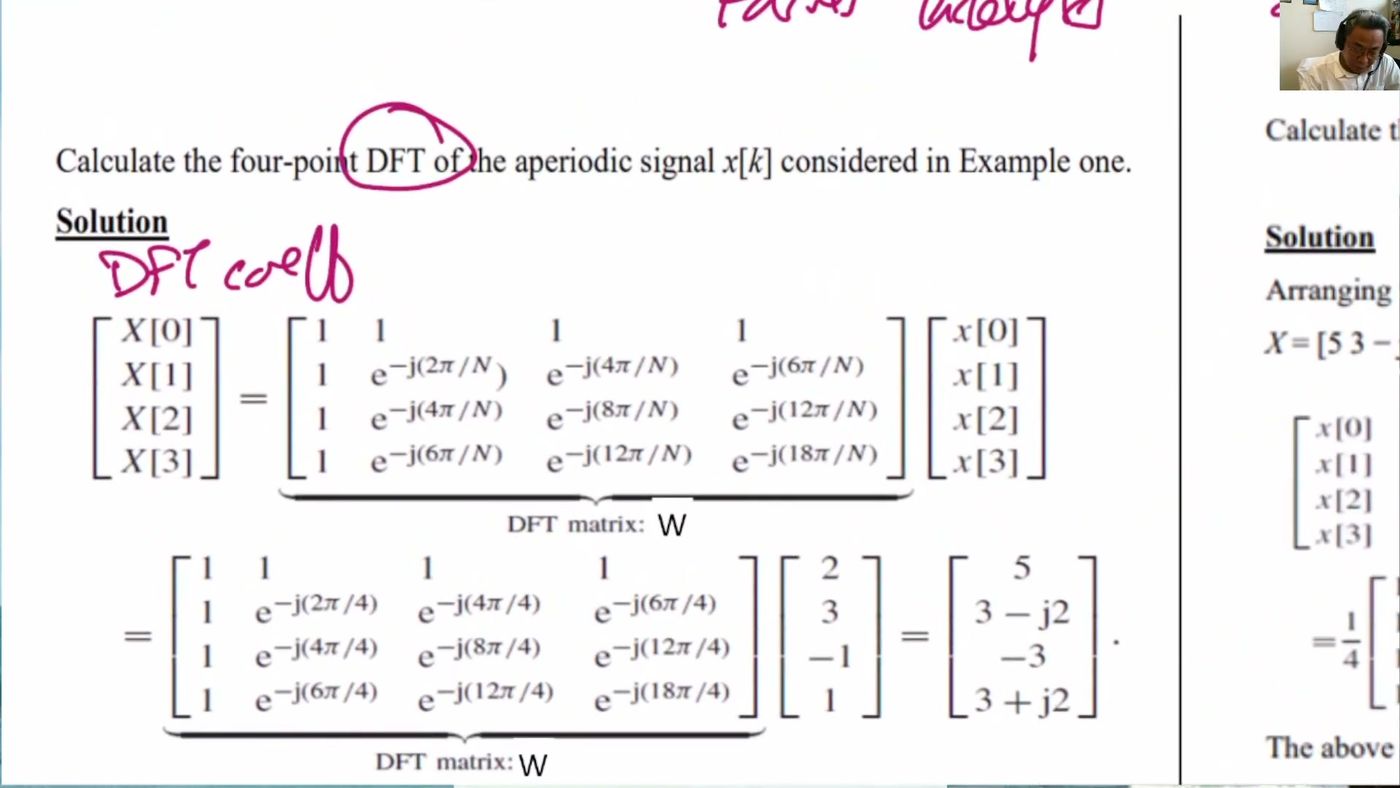 Calculate the four-point DFT of the aperiodic signal x[k] considered in Example one.
Solution
DFT coeff
X[0] 1 1 1 1 x[0]
X[1] 1 e^−j(2π/N) e^−j(4π/N) e^−j(6π/N) x[1]
=
X[2] 1 e^−j(4π/N) e^−j(8π/N) e^−j(12π/N) x[2]
X[3] 1 e^−j(6π/N) e^−j(12π/N) e^−j(18π/N) x[3]
DFT matrix: W
1 1 1 1 2 5
1 e^−j(2π/4) e^−j(4π/4) e^−j(6π/4) 3 3 − j2
= =
1 e^−j(4π/4) e^−j(8π/4) e^−j(12π/4) −1 −3 .
1 e^−j(6π/4) e^−j(12π/4) e^−j(18π/4) 1 3 + j2
DFT matrix: W
Calculate t
Solution
Arranging
X = [5 3 −
x[0]
x[1]
x[2]
x[3]
= 1/4
The above